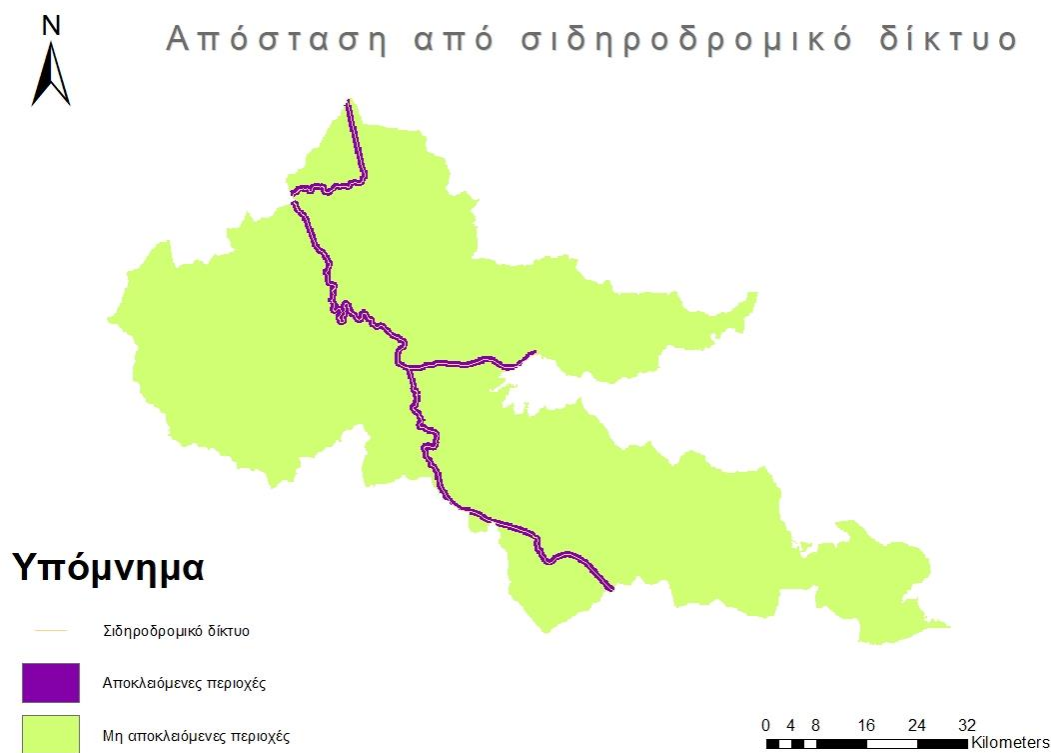 N
Απόσταση από σιδηροδρομικό δίκτυο
Υπόμνημα
Σιδηροδρομικό δίκτυο
Αποκλειόμενες περιοχές
Μη αποκλειόμενες περιοχές
0 4 8 16 24 32
Kilometers